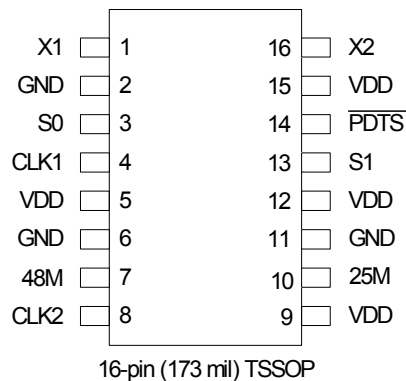 X1 1 16 X2
GND 2 15 VDD
S0 3 14 PDTS
CLK1 4 13 S1
VDD 5 12 VDD
GND 6 11 GND
48M 7 10 25M
CLK2 8 9 VDD
16-pin (173 mil) TSSOP